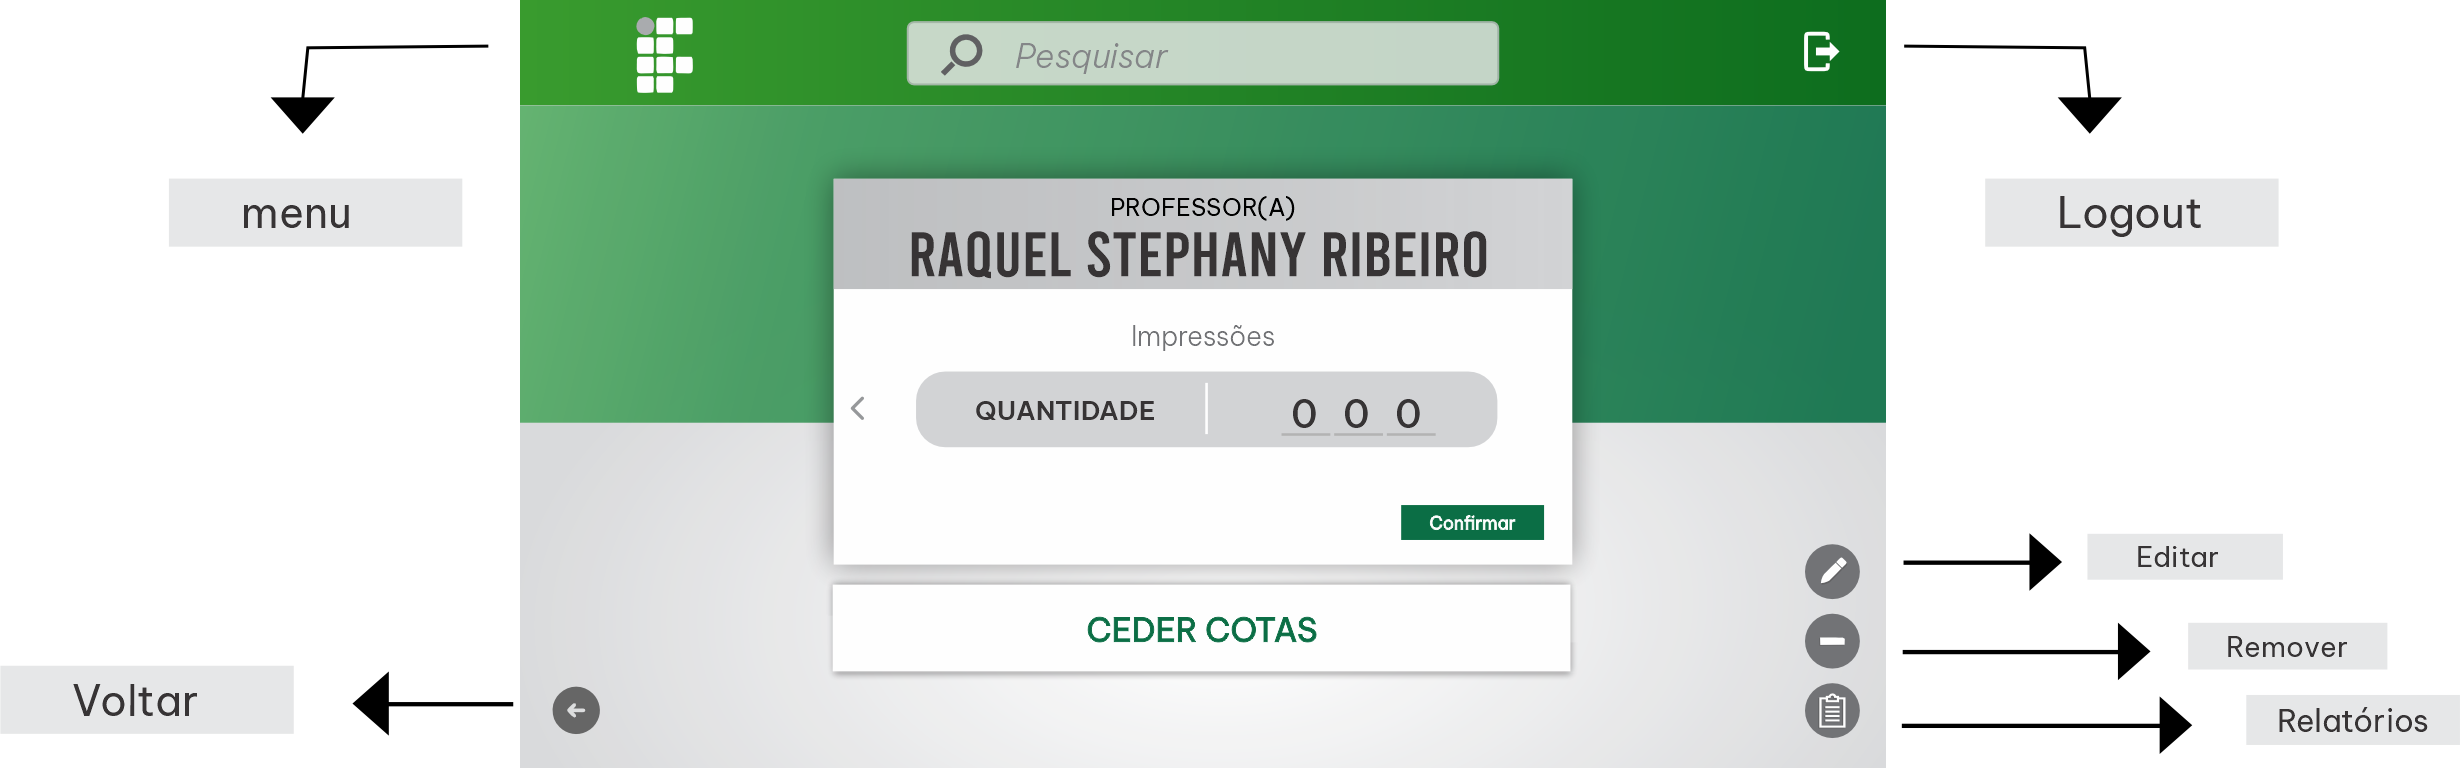 Pesquisar
menu
Logout
PROFESSOR(A)
RAQUEL STEPHANY RIBEIRO
Impressões
QUANTIDADE 0 0 0
Confirmar
Editar
CEDER COTAS
Remover
Voltar
Relatórios